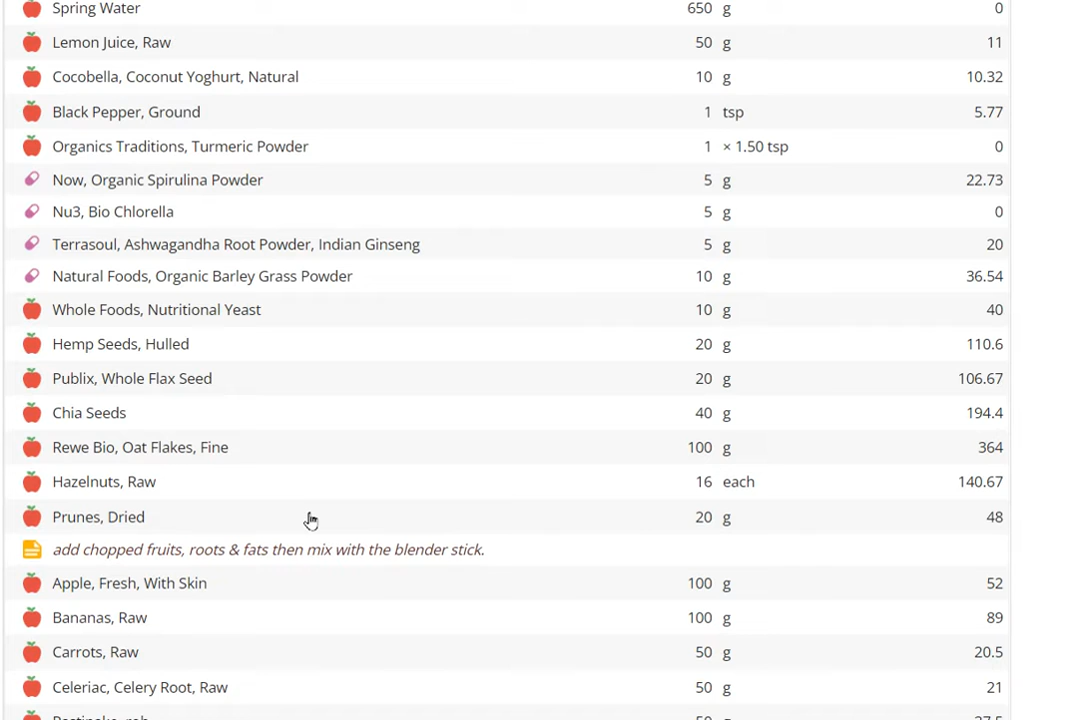 Spring Water 650 g 0
Lemon Juice, Raw 50 g 11
Cocobella, Coconut Yoghurt, Natural 10 g 10.32
Black Pepper, Ground 1 tsp 5.77
Organics Traditions, Turmeric Powder 1 × 1.50 tsp 0
Now, Organic Spirulina Powder 5 g 22.73
Nu3, Bio Chlorella 5 g 0
Terrasoul, Ashwagandha Root Powder, Indian Ginseng 5 g 20
Natural Foods, Organic Barley Grass Powder 10 g 36.54
Whole Foods, Nutritional Yeast 10 g 40
Hemp Seeds, Hulled 20 g 110.6
Publix, Whole Flax Seed 20 g 106.67
Chia Seeds 40 g 194.4
Rewe Bio, Oat Flakes, Fine 100 g 364
Hazelnuts, Raw 16 each 140.67
Prunes, Dried 20 g 48
add chopped fruits, roots & fats then mix with the blender stick.
Apple, Fresh, With Skin 100 g 52
Bananas, Raw 100 g 89
Carrots, Raw 50 g 20.5
Celeriac, Celery Root, Raw 50 g 21